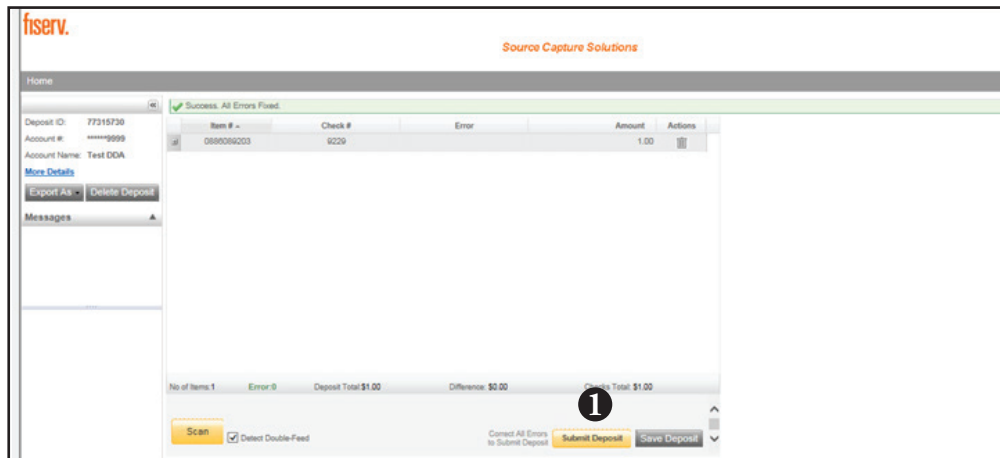 fiserv.
Source Capture Solutions
Home
Success. All Errors Fixed.
Deposit ID: 77315730
Account #: ******9999
Account Name: Test DDA
More Details
Export As Delete Deposit
Messages
Item # Check # Error Amount Actions
0886089203 9229 1.00
No of Items:1 Error:0 Deposit Total:$1.00 Difference: $0.00 Checks Total: $1.00
1
Scan Detect Double-Feed
Correct All Errors
to Submit Deposit
Submit Deposit Save Deposit